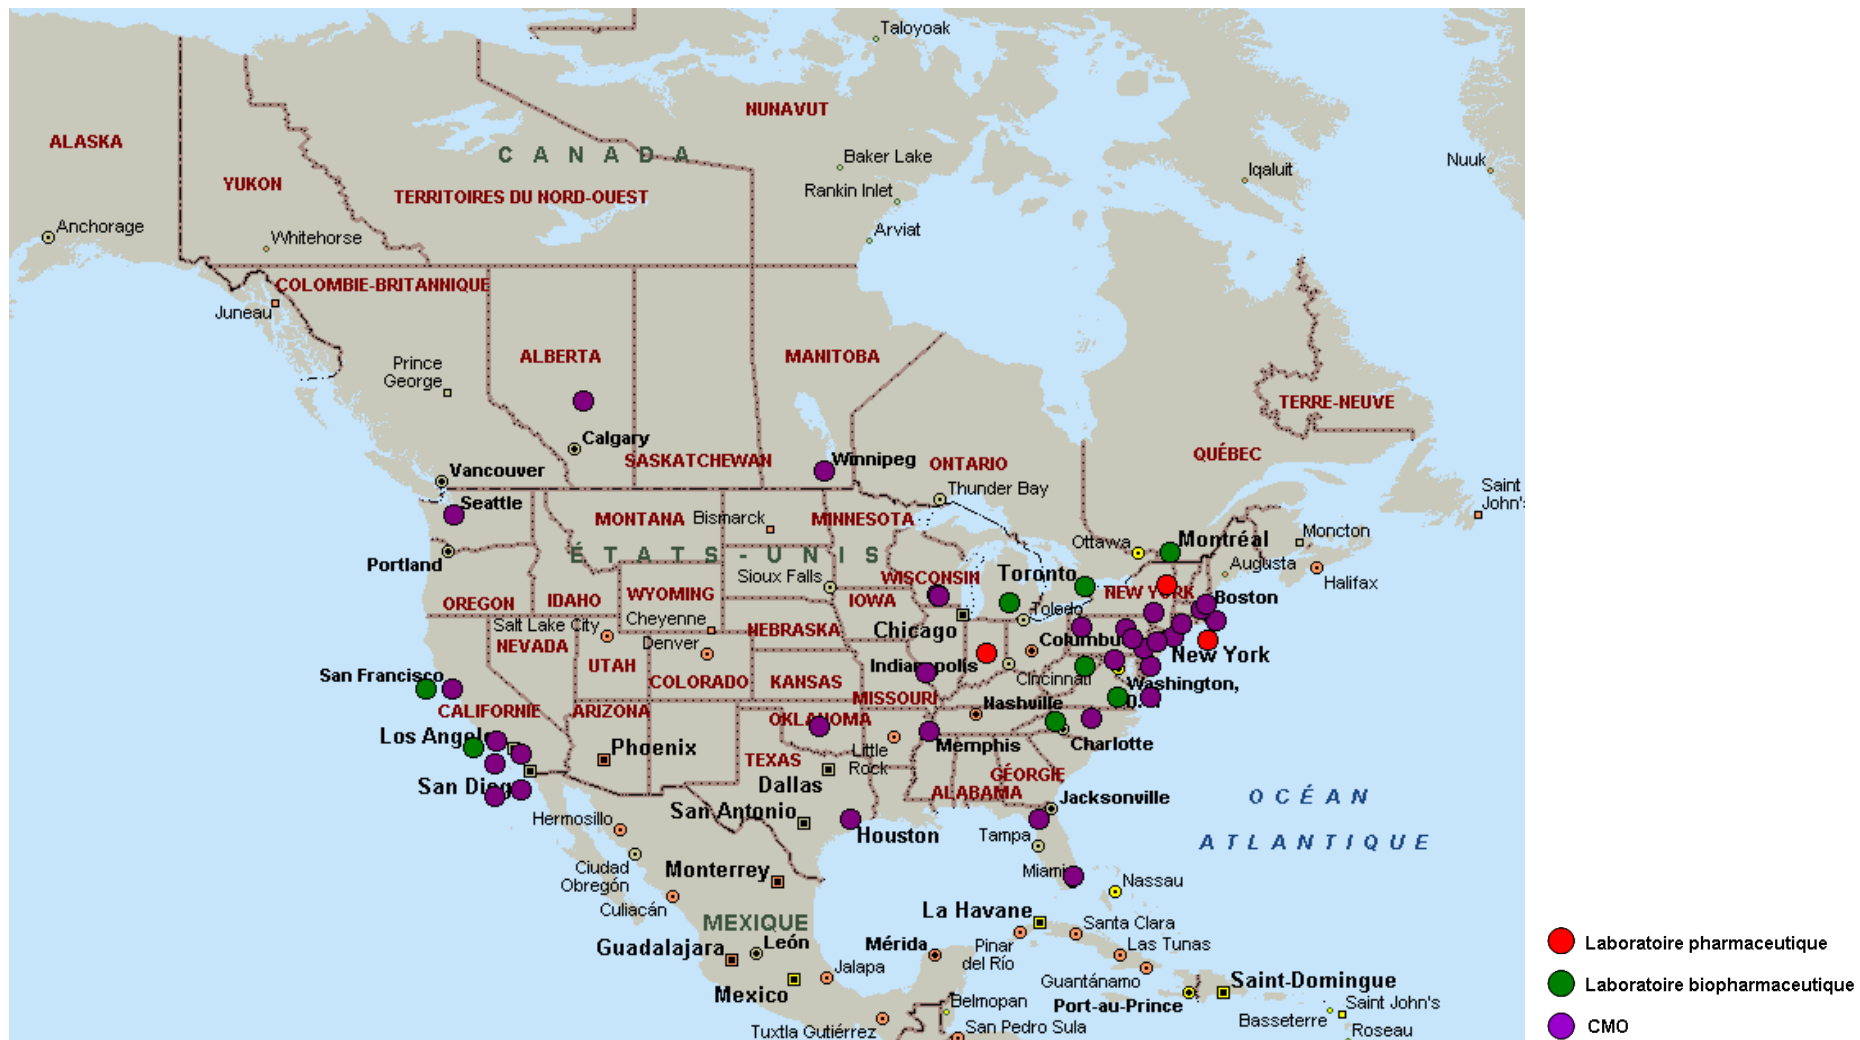 Taloyoak
NUNAVUT
ALASKA
CANADA
Baker Lake
Nuuk
Iqaluit
YUKON
TERRITOIRES DU NORD-OUEST
Rankin Inlet
Anchorage
Whitehorse
Arviat
COLOMBIE-BRITANNIQUE
Juneau
Prince
George
ALBERTA
MANITOBA
TERRE-NEUVE
Calgary
QUÉBEC
Vancouver
SASKATCHEWAN
Winnipeg
ONTARIO
Thunder Bay
Saint
John's
Seattle
MONTANA
Bismarck
MINNESOTA
Moncton
Ottawa
Montréal
ÉTATS-UNIS
Portland
Augusta
Halifax
Sioux Falls
WISCONSIN
Toronto
NEW YORK
Boston
OREGON
IDAHO
WYOMING
IOWA
Toledo
Salt Lake City
Cheyenne
Chicago
NEBRASKA
NEVADA
Denver
Columbu
New York
UTAH
Indianapolis
San Francisco
COLORADO
KANSAS
Cincinnati
Washington,
D.C.
MISSOURI
Nashville
CALIFORNIE
ARIZONA
OKLAHOMA
Los Angel
Phoenix
Little
Rock
Memphis
Charlotte
TEXAS
GÉORGIE
San Dieg
Dallas
ALABAMA
Jacksonville
OCÉAN
ATLANTIQUE
San Antonio
Hermosillo
Houston
Tampa
Ciudad
Obregón
Monterrey
Miami
Nassau
Culiacán
MEXIQUE
La Havane
Santa Clara
Guadalajara
León
Mérida
Pinar
del Río
Las Tunas
Laboratoire pharmaceutique
Jalapa
Guantánamo
Saint-Domingue
Laboratoire biopharmaceutique
Mexico
Belmopan
Port-au-Prince
Saint John's
Basseterre
Tuxtla Gutiérrez
San Pedro Sula
Roseau
CMO